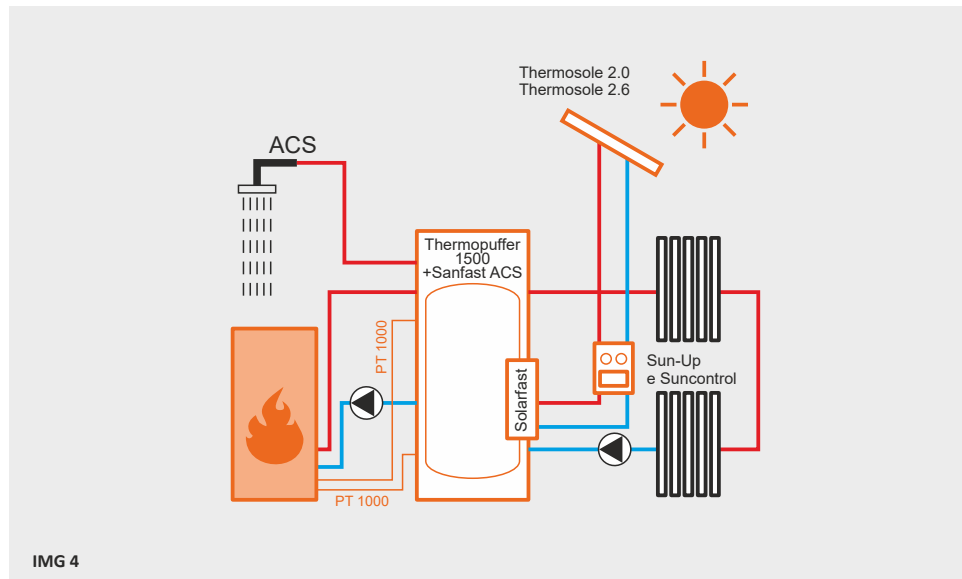 Thermosole 2.0
Thermosole 2.6
ACS
Thermopuffer
1500
+Sanfast ACS
PT 1000
Solarfast
Sun-Up
e Suncontrol
PT 1000
IMG 4